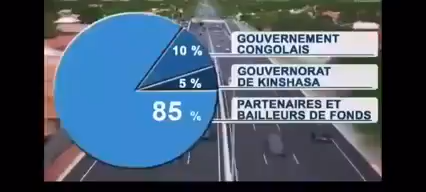 10 %
GOUVERNEMENT
CONGOLAIS
5 %
GOUVERNORAT
DE KINSHASA
85 %
PARTENAIRES ET
BAILLEURS DE FONDS